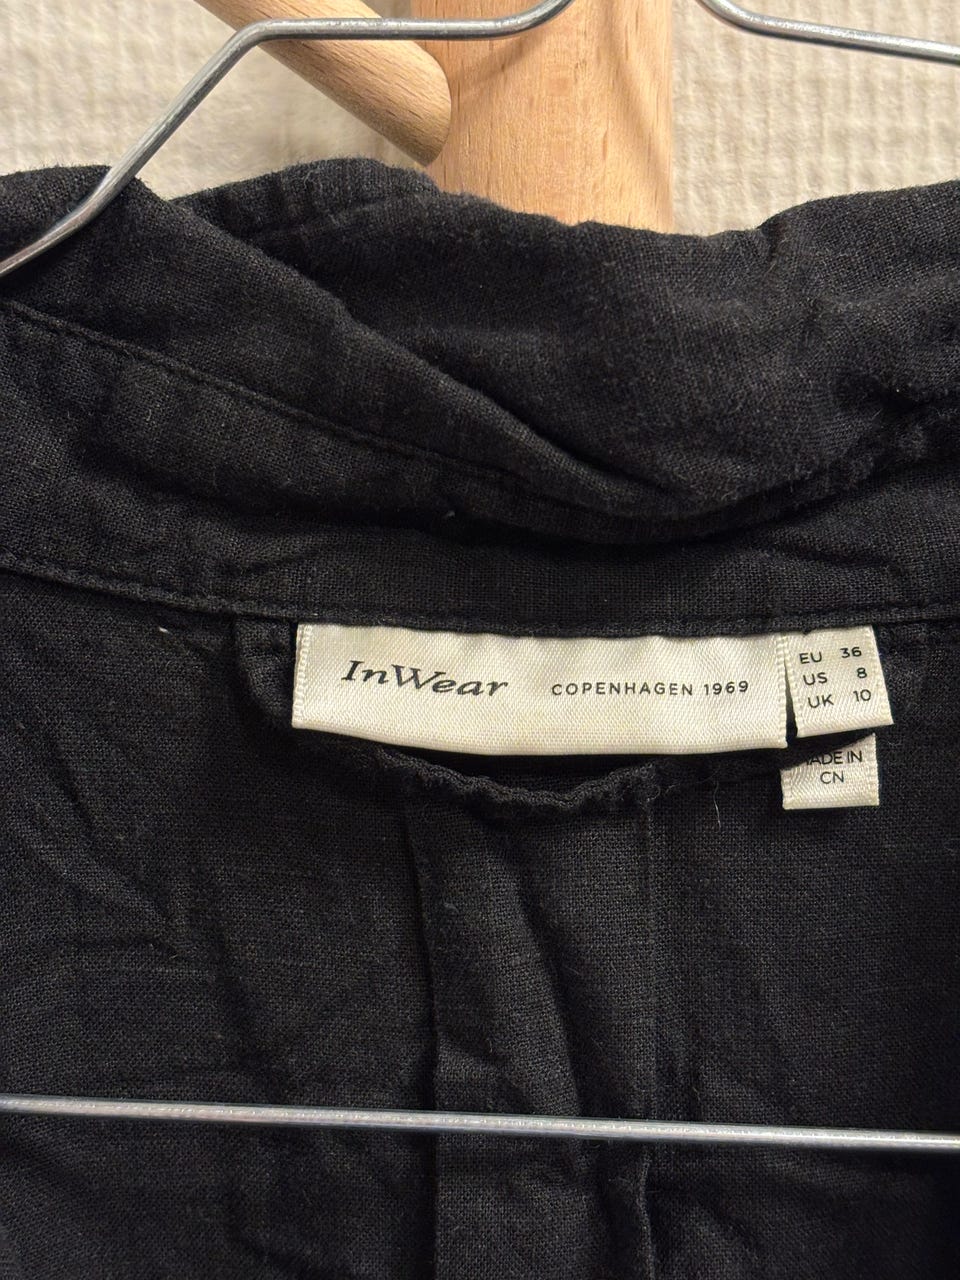 InWear COPENHAGEN 1969
EU 36
US 8
UK 10
MADE IN
CN